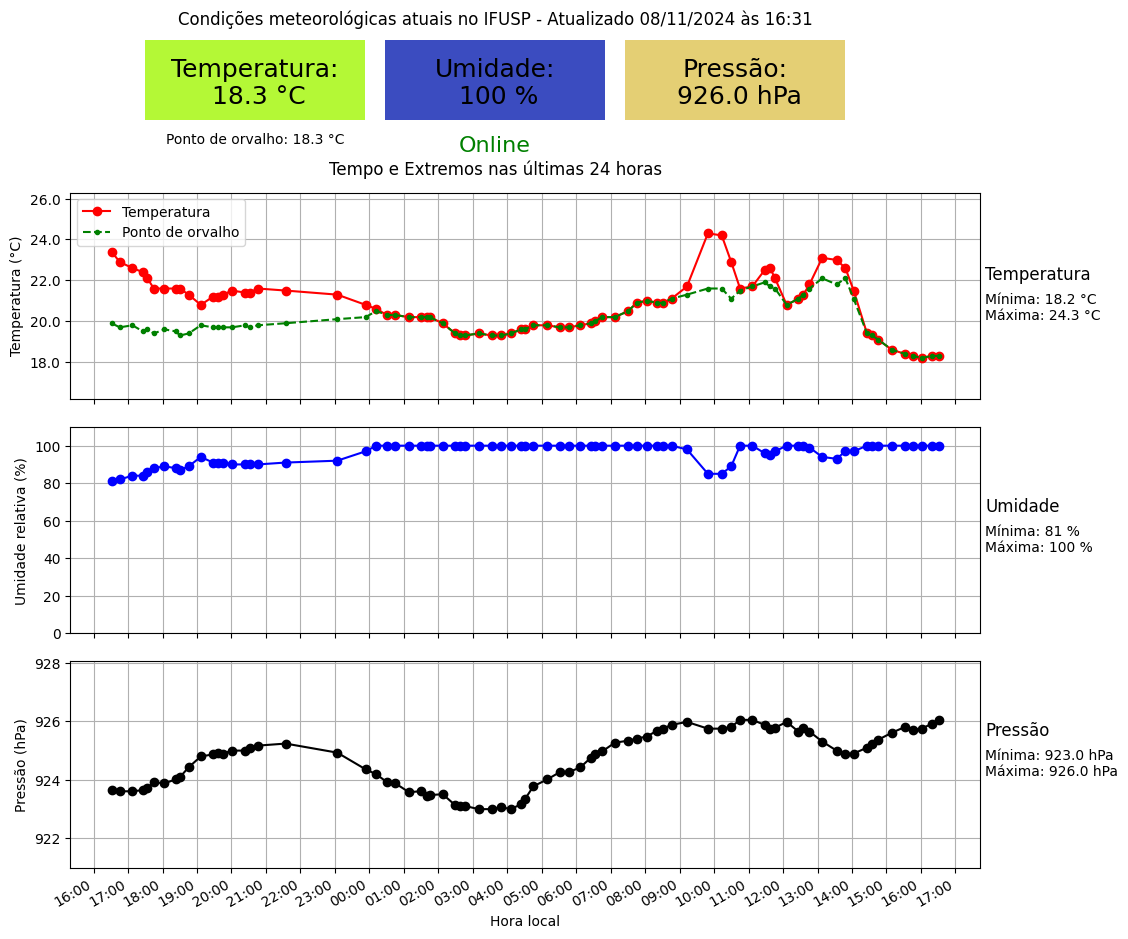 Condições meteorológicas atuais no IFUSP - Atualizado 08/11/2024 às 16:31
Temperatura:
18.3 °C
Umidade:
100 %
Pressão:
926.0 hPa
Ponto de orvalho: 18.3 °C
Online
Tempo e Extremos nas últimas 24 horas
Temperatura (°C)
26.0
24.0
22.0
20.0
18.0
Temperatura
Ponto de orvalho
Temperatura
Mínima: 18.2 °C
Máxima: 24.3 °C
Umidade relativa (%)
100
80
60
40
20
0
Umidade
Mínima: 81 %
Máxima: 100 %
Pressão (hPa)
928
926
924
922
Pressão
Mínima: 923.0 hPa
Máxima: 926.0 hPa
16:00 17:00 18:00 19:00 20:00 21:00 22:00 23:00 00:00 01:00 02:00 03:00 04:00 05:00 06:00 07:00 08:00 09:00 10:00 11:00 12:00 13:00 14:00 15:00 16:00 17:00
Hora local